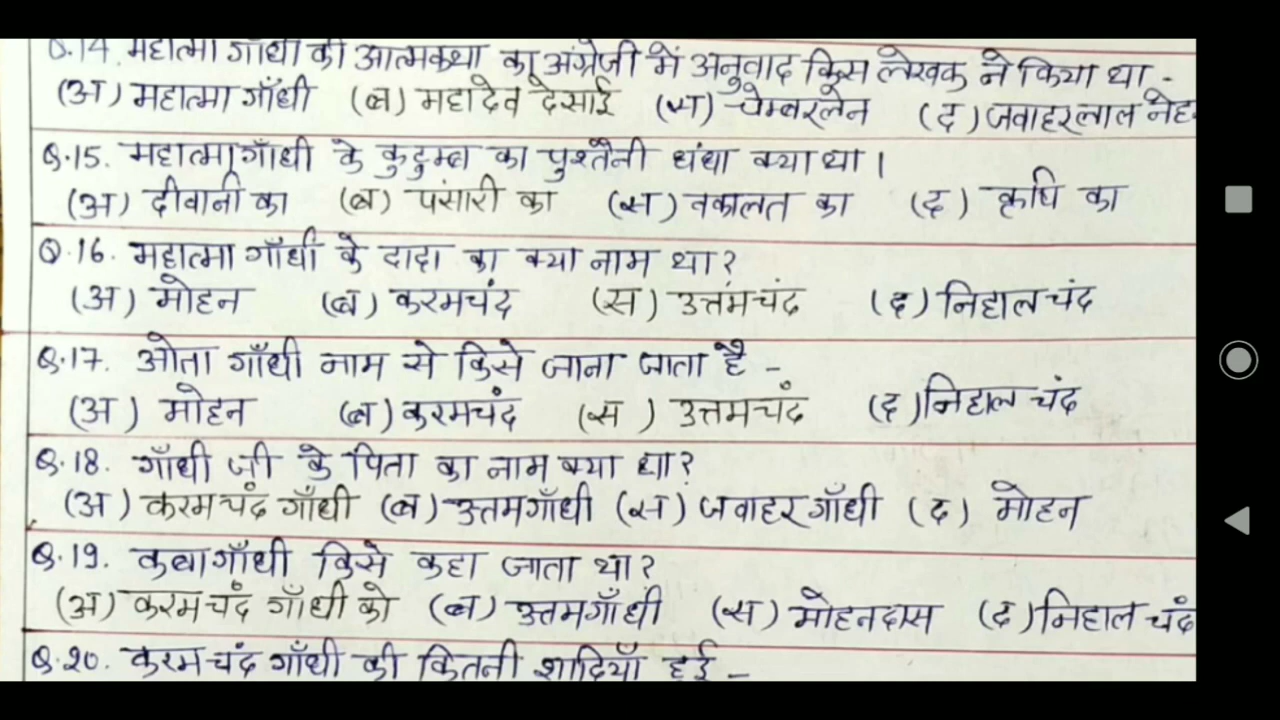 Q.14. महात्मा गाँधी की आत्मकथा का अंग्रेजी में अनुवाद किस लेखक ने किया था -
(अ) महात्मा गाँधी (ब) महादेव देसाई (स) चेम्बरलेन (द) जवाहरलाल नेह
Q.15. महात्मा गाँधी के कुटुम्ब का पुश्तैनी धंधा क्या था।
(अ) दीवानी का (ब) पंसारी का (स) वकालत का (द) कृषि का
Q.16. महात्मा गाँधी के दादा का क्या नाम था?
(अ) मोहन (ब) करमचंद (स) उत्तमचंद (द) निहाल चंद
Q.17. ओता गाँधी नाम से किसे जाना जाता है -
(अ) मोहन (ब) करमचंद (स) उत्तमचंद (द) निहाल चंद
Q.18. गाँधी जी के पिता का नाम क्या था?
(अ) करमचंद गाँधी (ब) उत्तमगाँधी (स) जवाहर गाँधी (द) मोहन
Q.19. कबागाँधी किसे कहा जाता था?
(अ) करमचंद गाँधी को (ब) उत्तमगाँधी (स) मोहनदास (द) निहाल चंद
Q.20. करमचंद गाँधी की कितनी शादियाँ हुई -